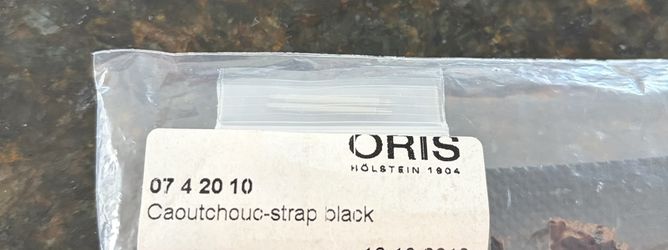 ORIS
HÖLSTEIN 1904
07 4 20 10
Caoutchouc-strap black